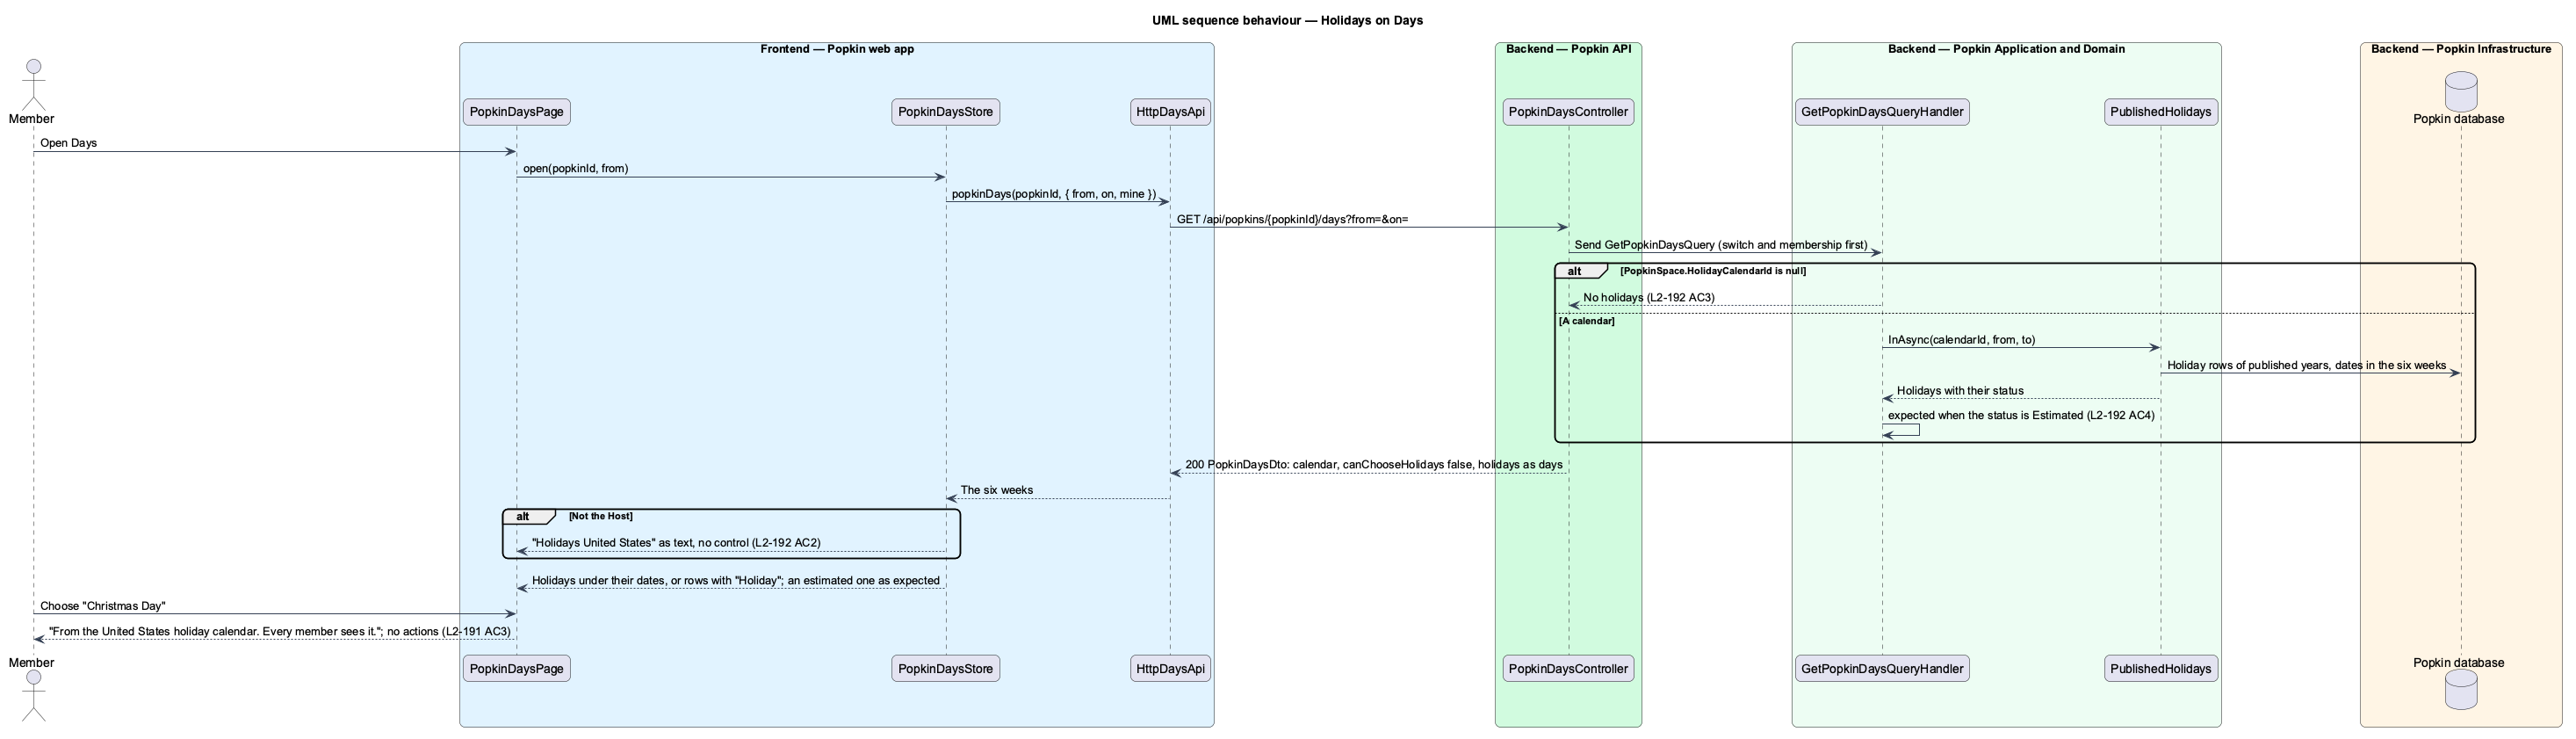 UML sequence behaviour — Holidays on Days
Frontend — Popkin web app
Backend — Popkin API
Backend — Popkin Application and Domain
Backend — Popkin Infrastructure
Member
PopkinDaysPage
PopkinDaysStore
HttpDaysApi
PopkinDaysController
GetPopkinDaysQueryHandler
PublishedHolidays
Popkin database
Open Days
open(popkinId, from)
popkinDays(popkinId, { from, on, mine })
GET /api/popkins/{popkinId}/days?from=&on=
Send GetPopkinDaysQuery (switch and membership first)
alt [PopkinSpace.HolidayCalendarId is null]
No holidays (L2-192 AC3)
[A calendar]
InAsync(calendarId, from, to)
Holiday rows of published years, dates in the six weeks
Holidays with their status
expected when the status is Estimated (L2-192 AC4)
200 PopkinDaysDto: calendar, canChooseHolidays false, holidays as days
The six weeks
alt [Not the Host]
"Holidays United States" as text, no control (L2-192 AC2)
Holidays under their dates, or rows with "Holiday"; an estimated one as expected
Choose "Christmas Day"
"From the United States holiday calendar. Every member sees it."; no actions (L2-191 AC3)
Member
PopkinDaysPage
PopkinDaysStore
HttpDaysApi
PopkinDaysController
GetPopkinDaysQueryHandler
PublishedHolidays
Popkin database